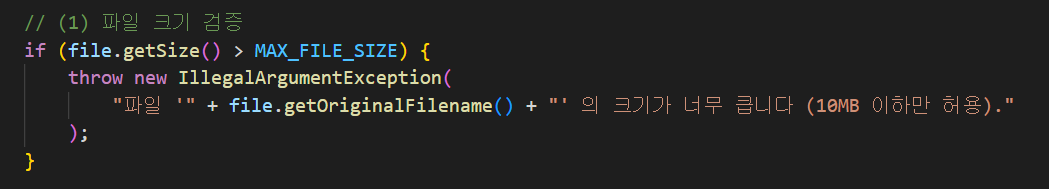 // (1) 파일 크기 검증
if (file.getSize() > MAX_FILE_SIZE) {
throw new IllegalArgumentException(
"파일 '" + file.getOriginalFilename() + "' 의 크기가 너무 큽니다 (10MB 이하만 허용)."
);
}